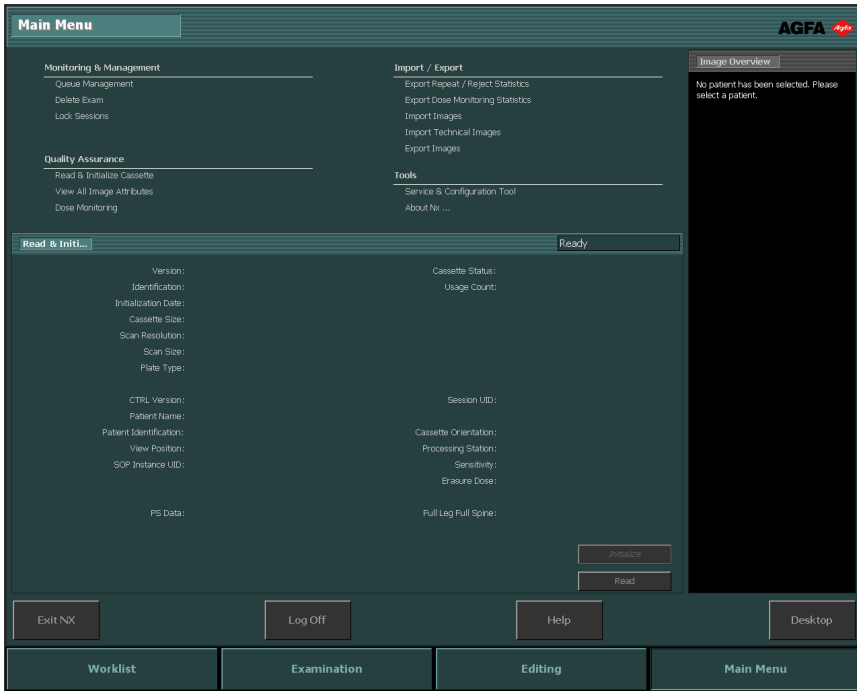 Main Menu
AGFA Agfa
Monitoring & Management
Queue Management
Delete Exam
Lock Sessions
Quality Assurance
Read & Initialize Cassette
View All Image Attributes
Dose Monitoring
Import / Export
Export Repeat / Reject Statistics
Export Dose Monitoring Statistics
Import Images
Import Technical Images
Export Images
Tools
Service & Configuration Tool
About Nx ...
Image Overview
No patient has been selected. Please
select a patient.
Read & Initi...
Ready
Version:
Identification:
Initialization Date:
Cassette Size:
Scan Resolution:
Scan Size:
Plate Type:
Cassette Status:
Usage Count:
CTRL Version:
Patient Name:
Patient Identification:
View Position:
SOP Instance UID:
PS Data:
Session UID:
Cassette Orientation:
Processing Station:
Sensitivity:
Erasure Dose:
Full Leg Full Spine:
Initialize
Read
Exit NX
Log Off
Help
Desktop
Worklist
Examination
Editing
Main Menu